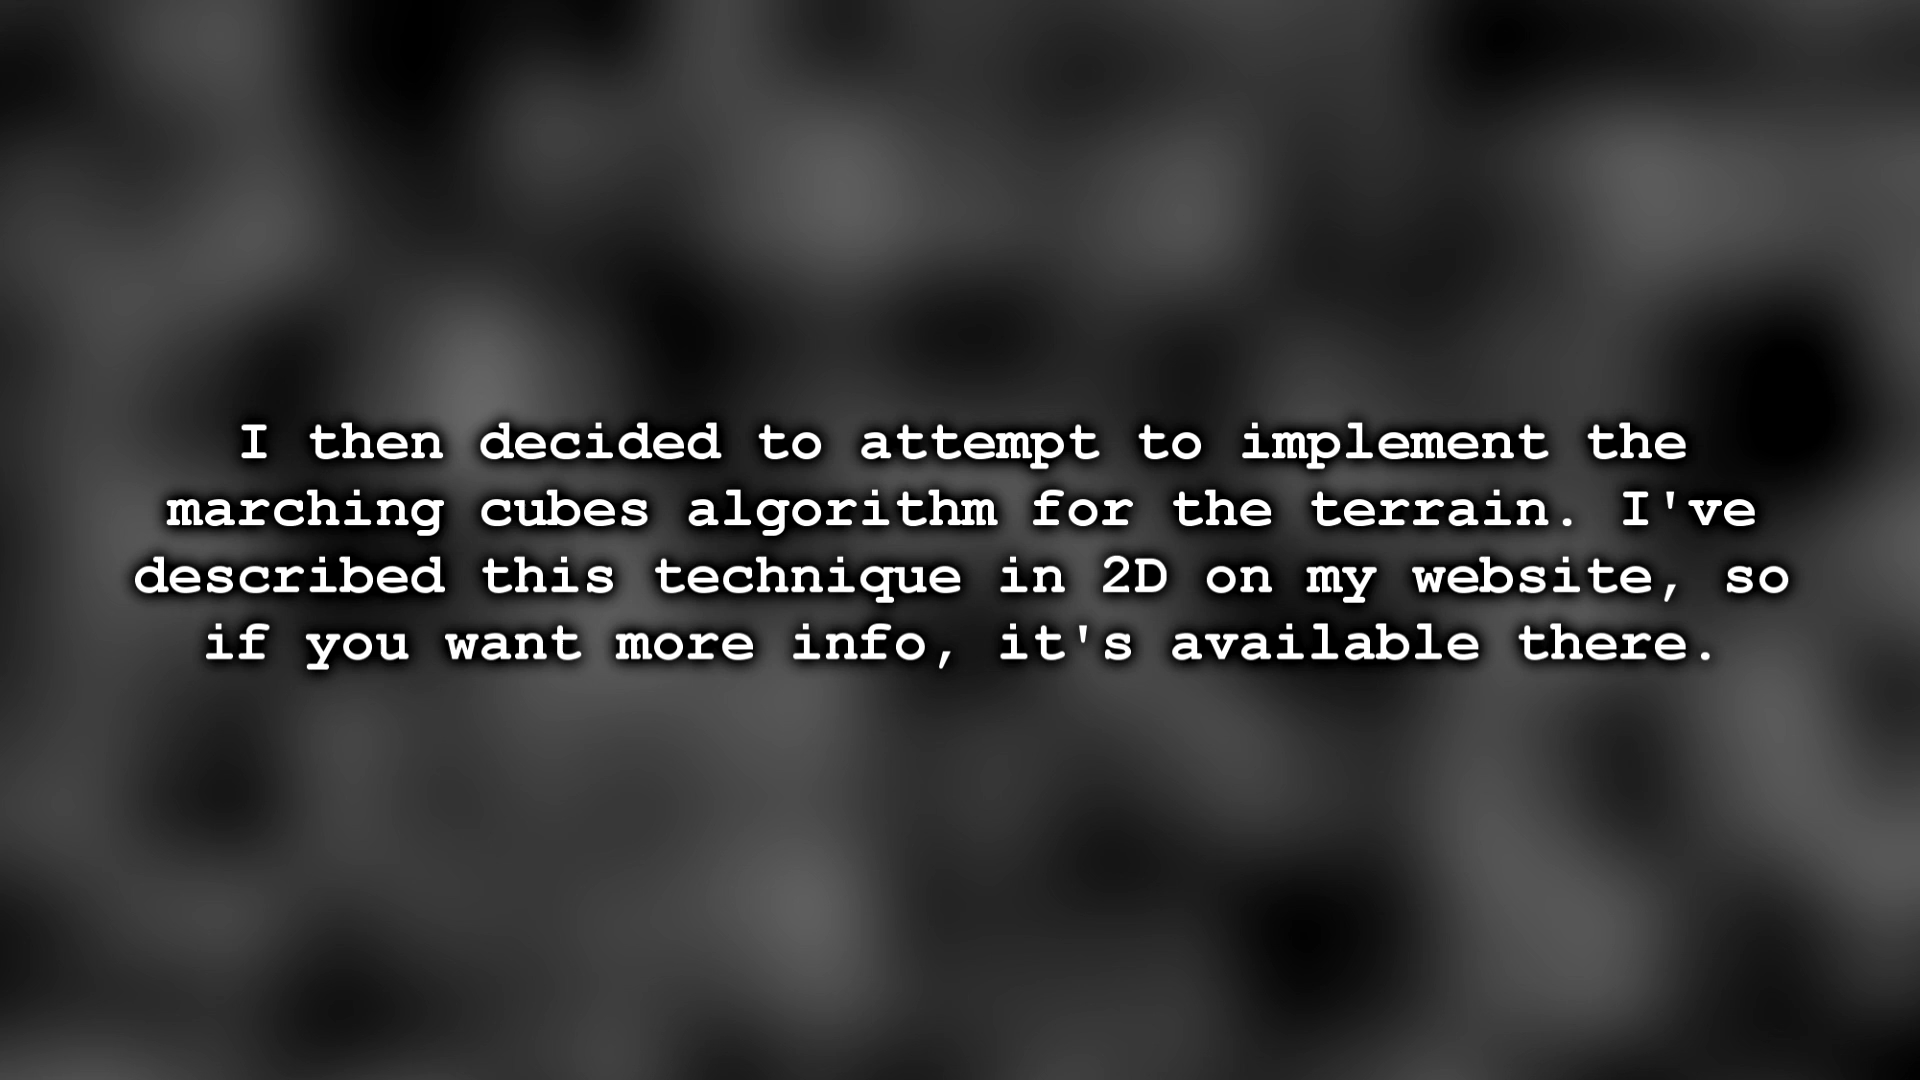 I then decided to attempt to implement the
marching cubes algorithm for the terrain. I've
described this technique in 2D on my website, so
if you want more info, it's available there.